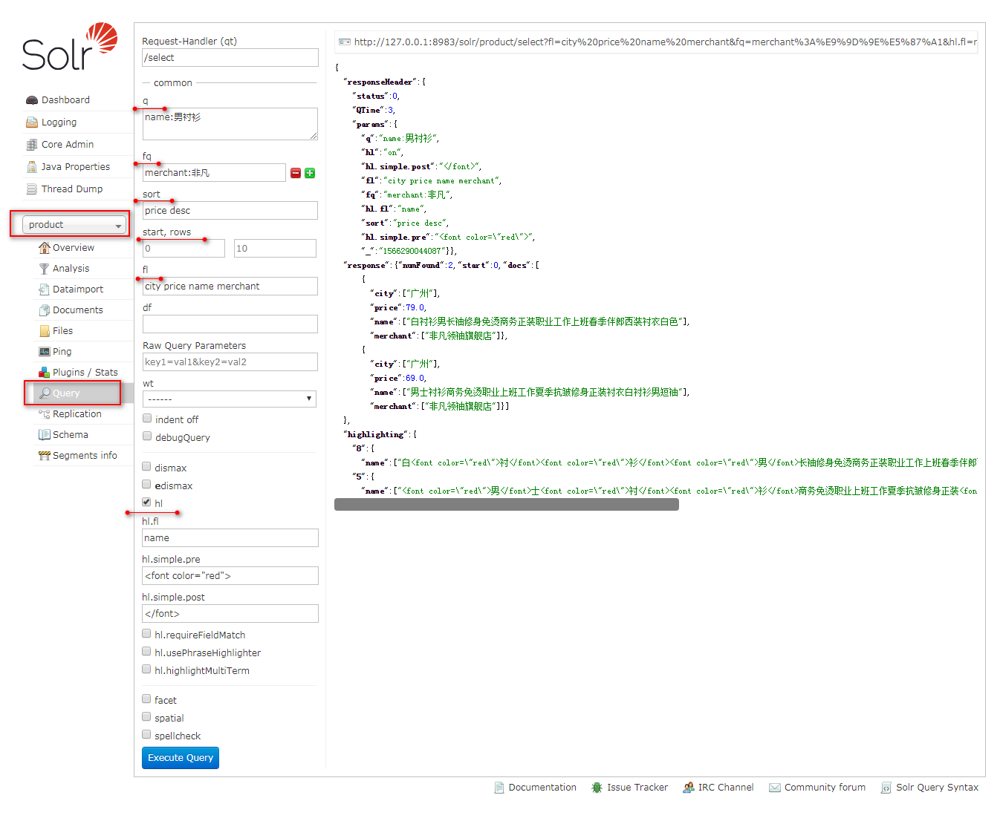 Solr
Dashboard
Logging
Core Admin
Java Properties
Thread Dump
product
Overview
Analysis
Dataimport
Documents
Files
Ping
Plugins / Stats
Query
Replication
Schema
Segments info
Request-Handler (qt)
/select
common
q
name:男衬衫
fq
merchant:非凡
sort
price desc
start, rows
0 10
fl
city price name merchant
df
Raw Query Parameters
key1=val1&key2=val2
wt
------
indent off
debugQuery
dismax
edismax
hl
hl.fl
name
hl.simple.pre
<font color="red">
hl.simple.post
</font>
hl.requireFieldMatch
hl.usePhraseHighlighter
hl.highlightMultiTerm
facet
spatial
spellcheck
Execute Query
http://127.0.0.1:8983/solr/product/select?fl=city%20price%20name%20merchant&fq=merchant%3A%E9%9D%9E%E5%87%A1&hl.fl=r
{
"responseHeader":{
"status":0,
"QTime":3,
"params":{
"q":"name:男衬衫",
"hl":"on",
"hl.simple.post":"</font>",
"fl":"city price name merchant",
"fq":"merchant:非凡",
"hl.fl":"name",
"sort":"price desc",
"hl.simple.pre":"<font color=\"red\">",
"_":"1566290044087"}},
"response":{"numFound":2,"start":0,"docs":[
{
"city":["广州"],
"price":79.0,
"name":["白衬衫男长袖修身免烫商务正装职业工作上班春季伴郎西装衬衣白色"],
"merchant":["非凡领袖旗舰店"]},
{
"city":["广州"],
"price":69.0,
"name":["男士衬衫商务免烫职业上班工作夏季抗皱修身正装衬衣白衬衫男短袖"],
"merchant":["非凡领袖旗舰店"]}]
},
"highlighting":{
"8":{
"name":["白<font color=\"red\">衬</font><font color=\"red\">衫</font><font color=\"red\">男</font>长袖修身免烫商务正装职业工作上班春季伴郎
"5":{
"name":["<font color=\"red\">男</font>士<font color=\"red\">衬</font><font color=\"red\">衫</font>商务免烫职业上班工作夏季抗皱修身正装<fon
Documentation
Issue Tracker
IRC Channel
Community forum
Solr Query Syntax